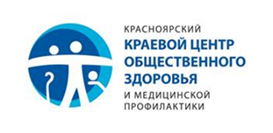 КРАСНОЯРСКИЙ
КРАЕВОЙ ЦЕНТР
ОБЩЕСТВЕННОГО
ЗДОРОВЬЯ
И МЕДИЦИНСКОЙ
ПРОФИЛАКТИКИ